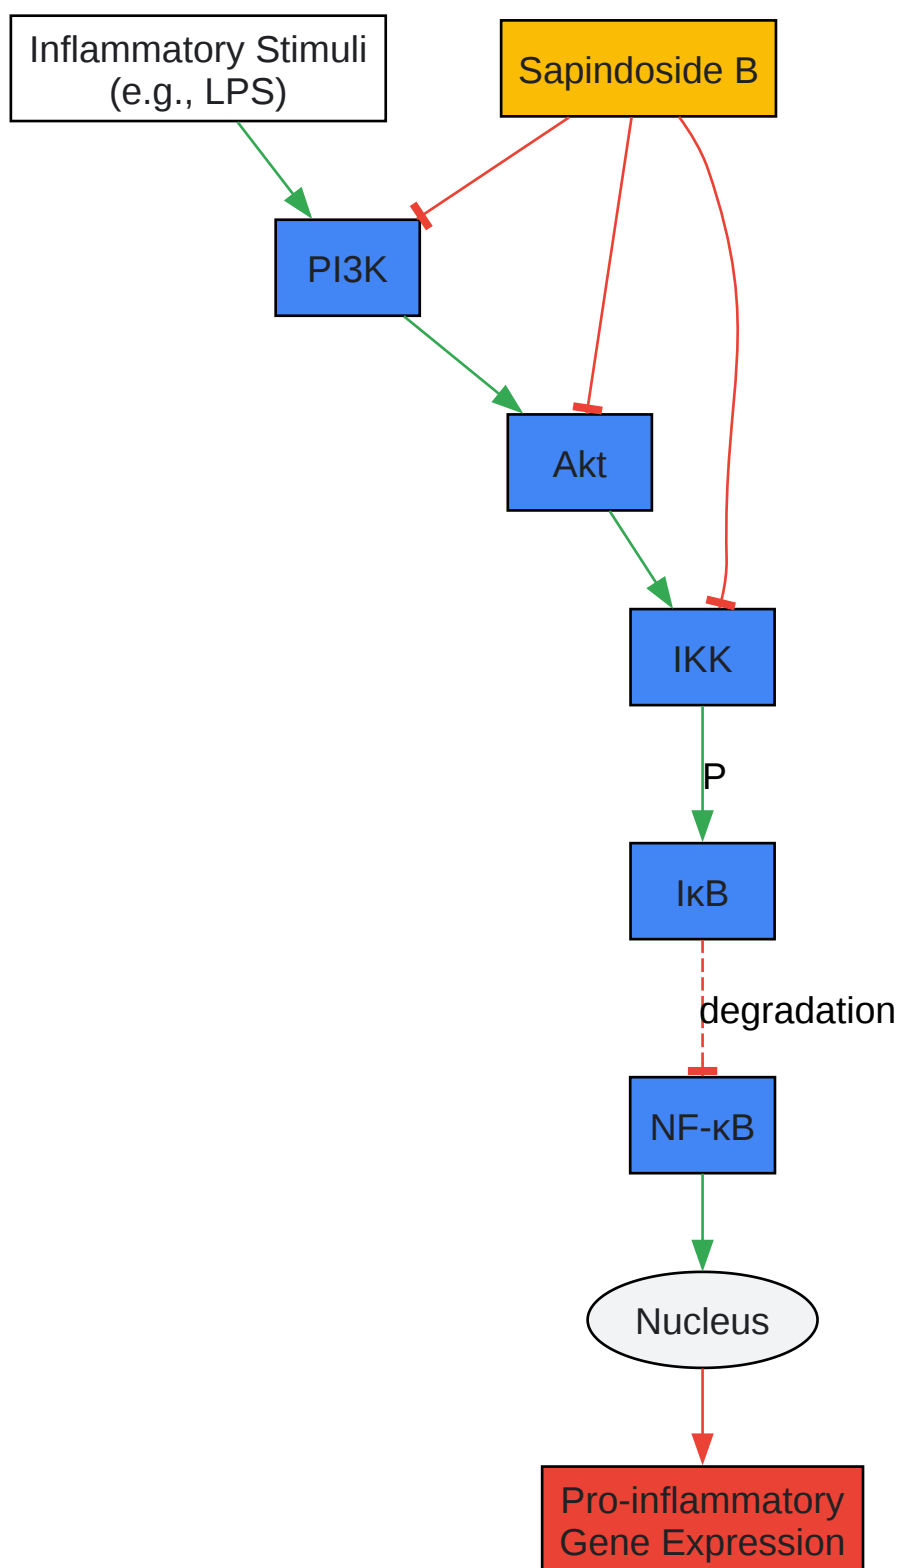 Inflammatory Stimuli
(e.g., LPS)
Sapindoside B
PI3K
Akt
IKK
P
IκB
degradation
NF-κB
Nucleus
Pro-inflammatory
Gene Expression